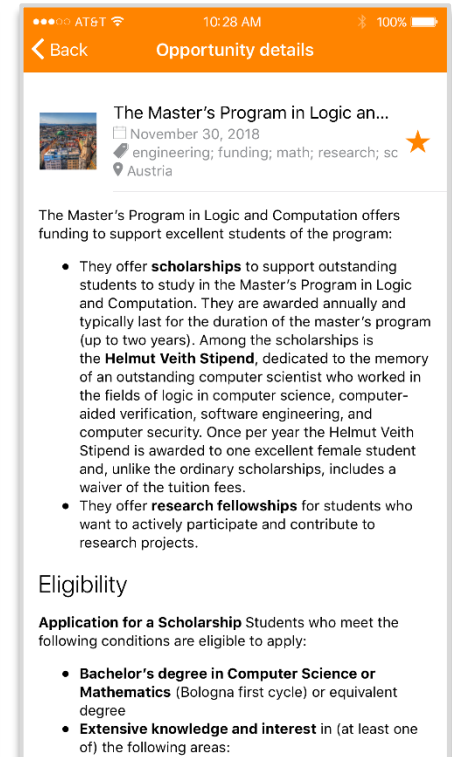 AT&T 10:28 AM 100%
Back Opportunity details
The Master's Program in Logic an...
November 30, 2018
engineering; funding; math; research; sc
Austria
The Master's Program in Logic and Computation offers
funding to support excellent students of the program:
• They offer scholarships to support outstanding
students to study in the Master's Program in Logic
and Computation. They are awarded annually and
typically last for the duration of the master's program
(up to two years). Among the scholarships is
the Helmut Veith Stipend, dedicated to the memory
of an outstanding computer scientist who worked in
the fields of logic in computer science, computer-
aided verification, software engineering, and
computer security. Once per year the Helmut Veith
Stipend is awarded to one excellent female student
and, unlike the ordinary scholarships, includes a
waiver of the tuition fees.
• They offer research fellowships for students who
want to actively participate and contribute to
research projects.
Eligibility
Application for a Scholarship Students who meet the
following conditions are eligible to apply:
• Bachelor's degree in Computer Science or
Mathematics (Bologna first cycle) or equivalent
degree
• Extensive knowledge and interest in (at least one
of) the following areas: